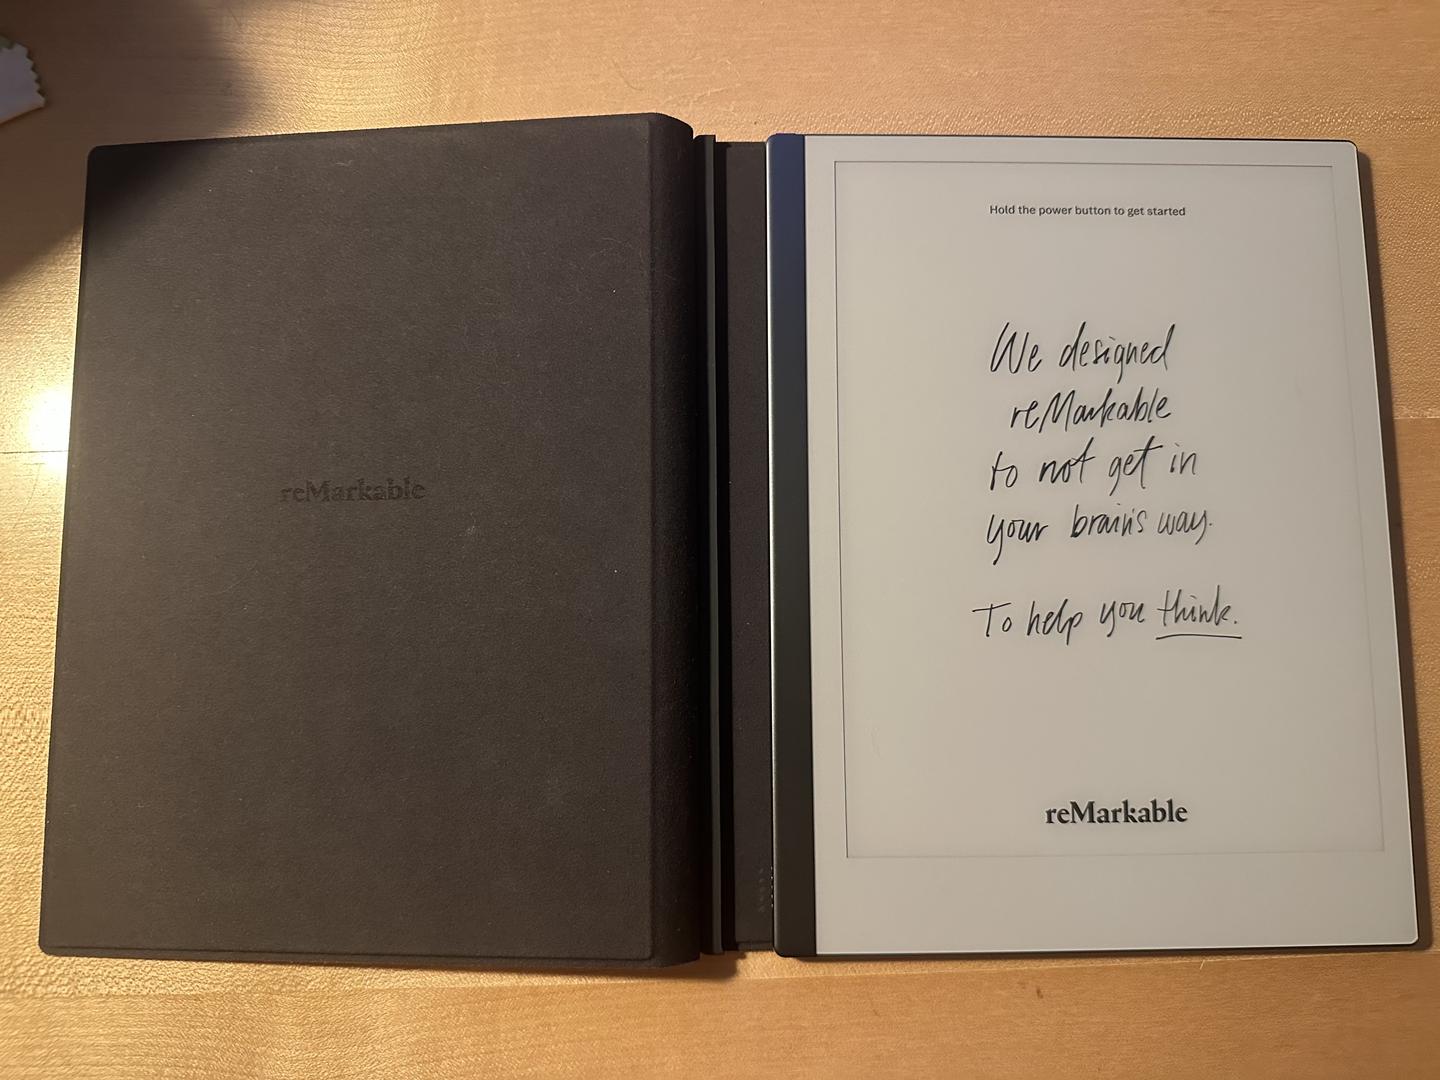 reMarkable
Hold the power button to get started
We designed
reMarkable
to not get in
your brain's way.
To help you think.
reMarkable